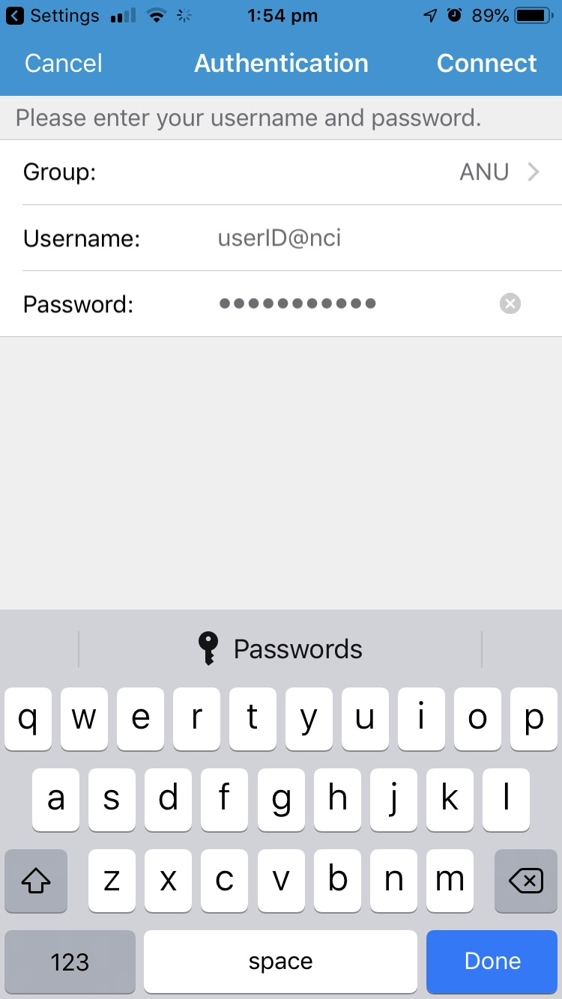 Settings 1:54 pm 89%
Cancel Authentication Connect
Please enter your username and password.
Group: ANU
Username: userID@nci
Password: •••••••••••
Passwords
q w e r t y u i o p
a s d f g h j k l
z x c v b n m
123 space Done